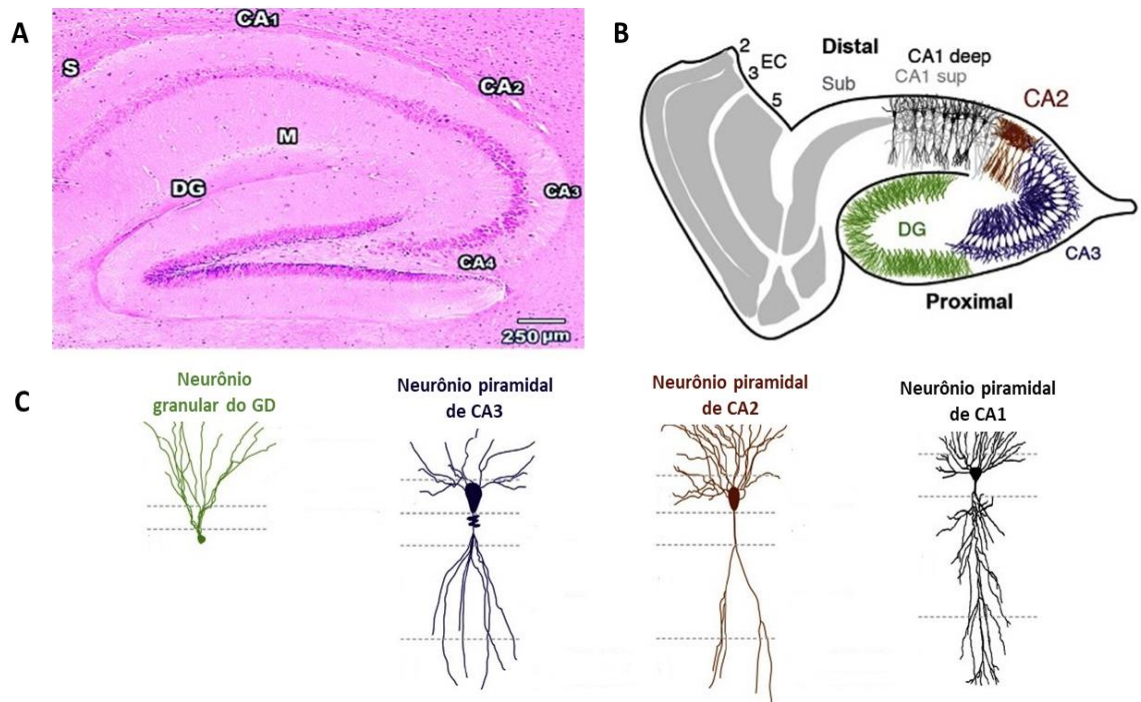 A
CA1
S
CA2
M
DG
CA3
CA4
250 µm
B
Distal
2
EC
3
5
CA1 deep
Sub
CA1 sup
CA2
DG
CA3
Proximal
C
Neurônio
granular do GD
Neurônio piramidal
de CA3
Neurônio piramidal
de CA2
Neurônio piramidal
de CA1